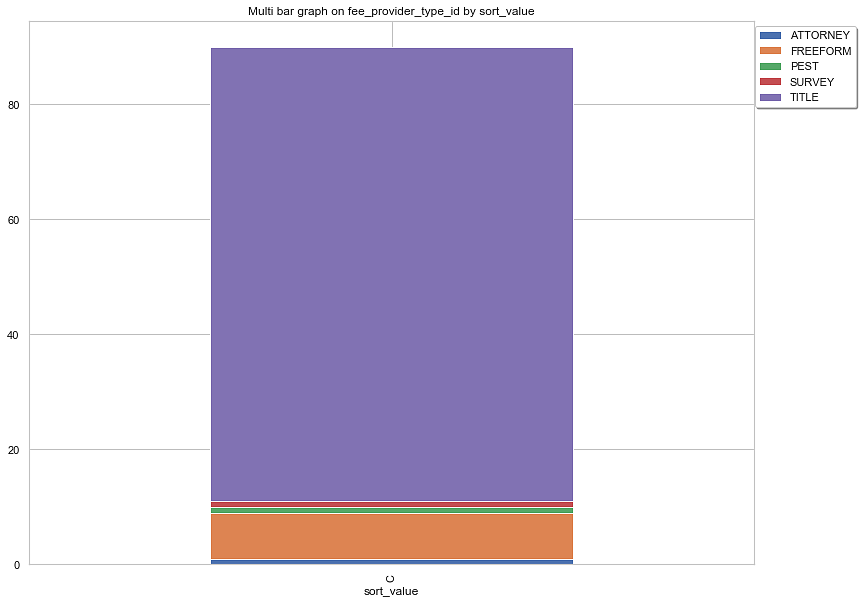 Multi bar graph on fee_provider_type_id by sort_value
ATTORNEY
FREEFORM
PEST
SURVEY
TITLE
80
60
40
20
0
C
sort_value